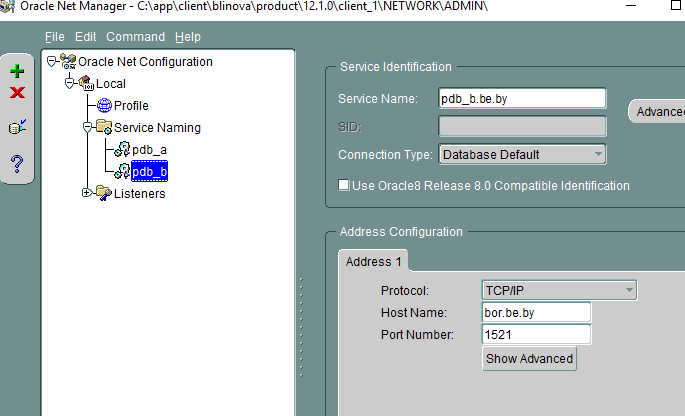 Oracle Net Manager - C:\app\client\blinova\product\12.1.0\client_1\NETWORK\ADMIN\
File Edit Command Help
Oracle Net Configuration
Local
Profile
Service Naming
pdb_a
pdb_b
Listeners
Service Identification
Service Name: pdb_b.be.by
Advance
SID:
Connection Type: Database Default
Use Oracle8 Release 8.0 Compatible Identification
Address Configuration
Address 1
Protocol: TCP/IP
Host Name: bor.be.by
Port Number: 1521
Show Advanced